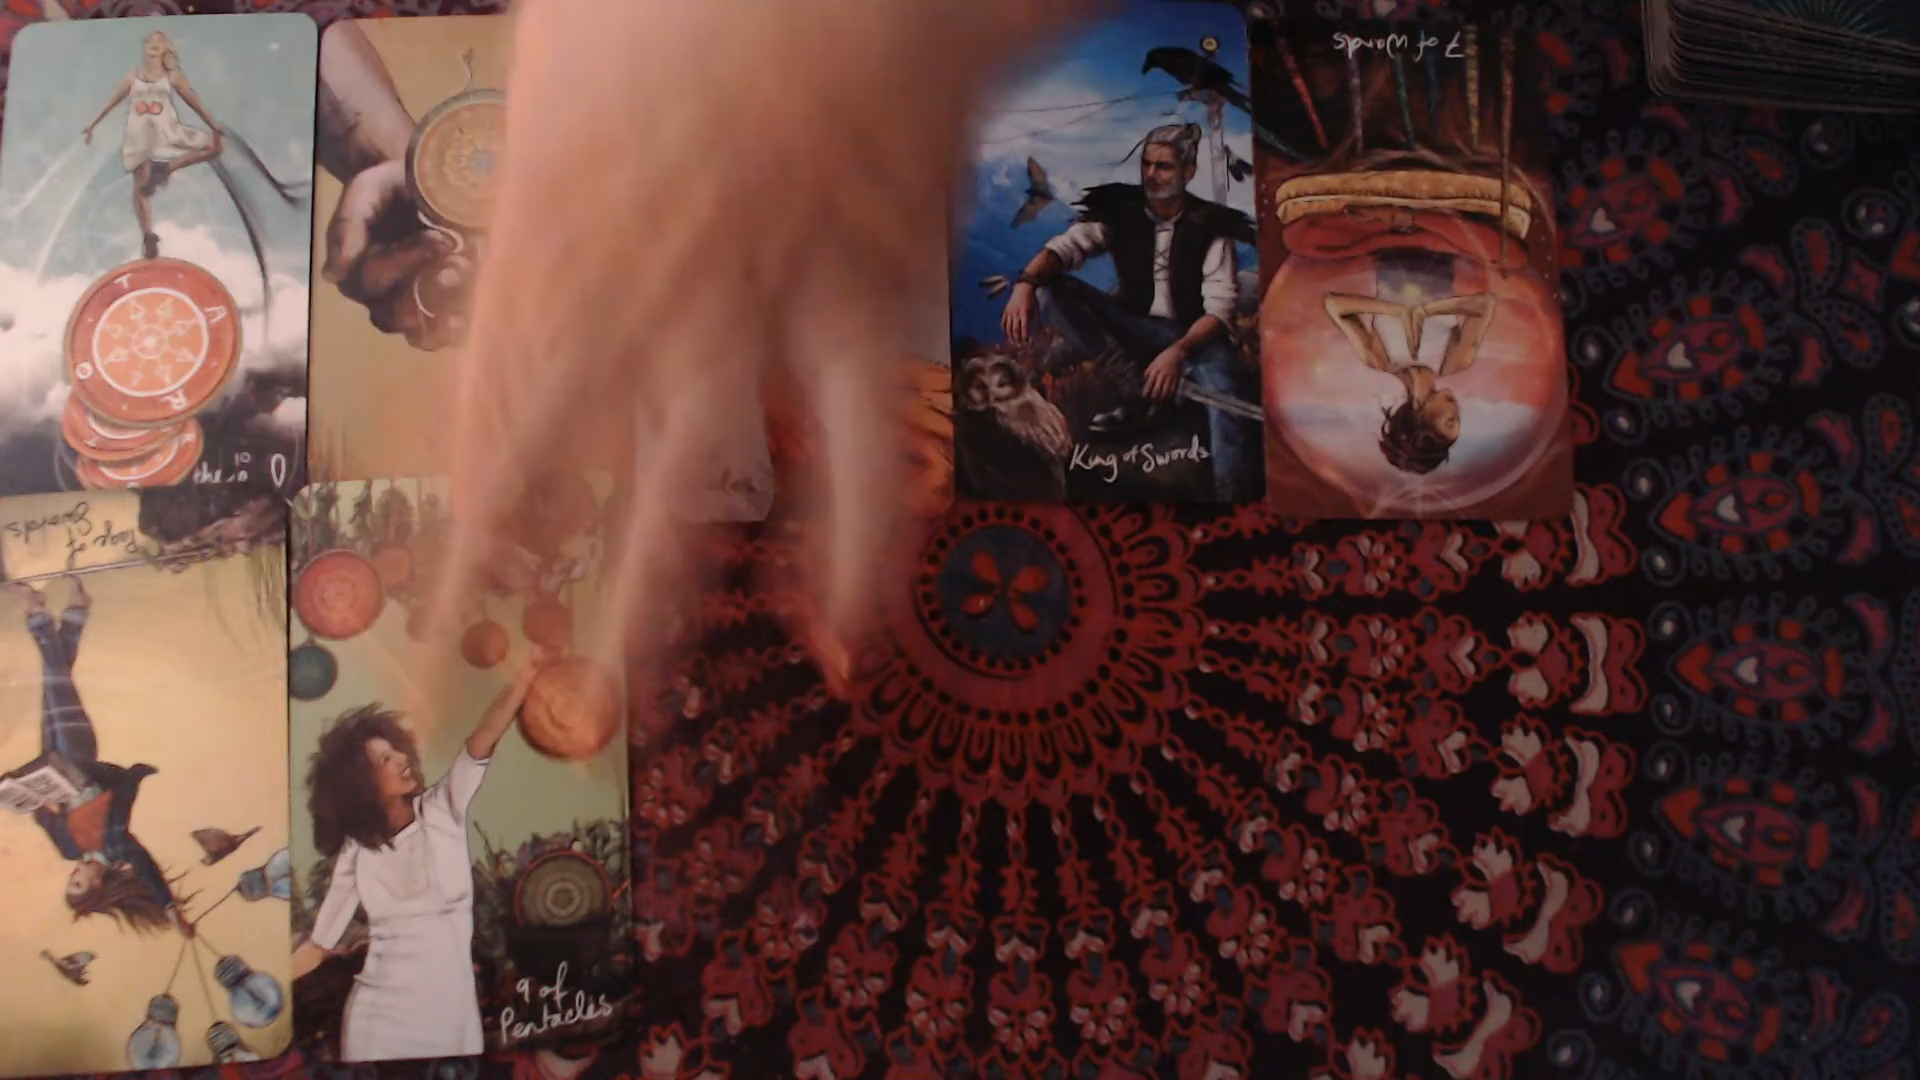 7 of Wands
King of Swords
Page of
Swords
9 of
Pentacles
T
A
R
O